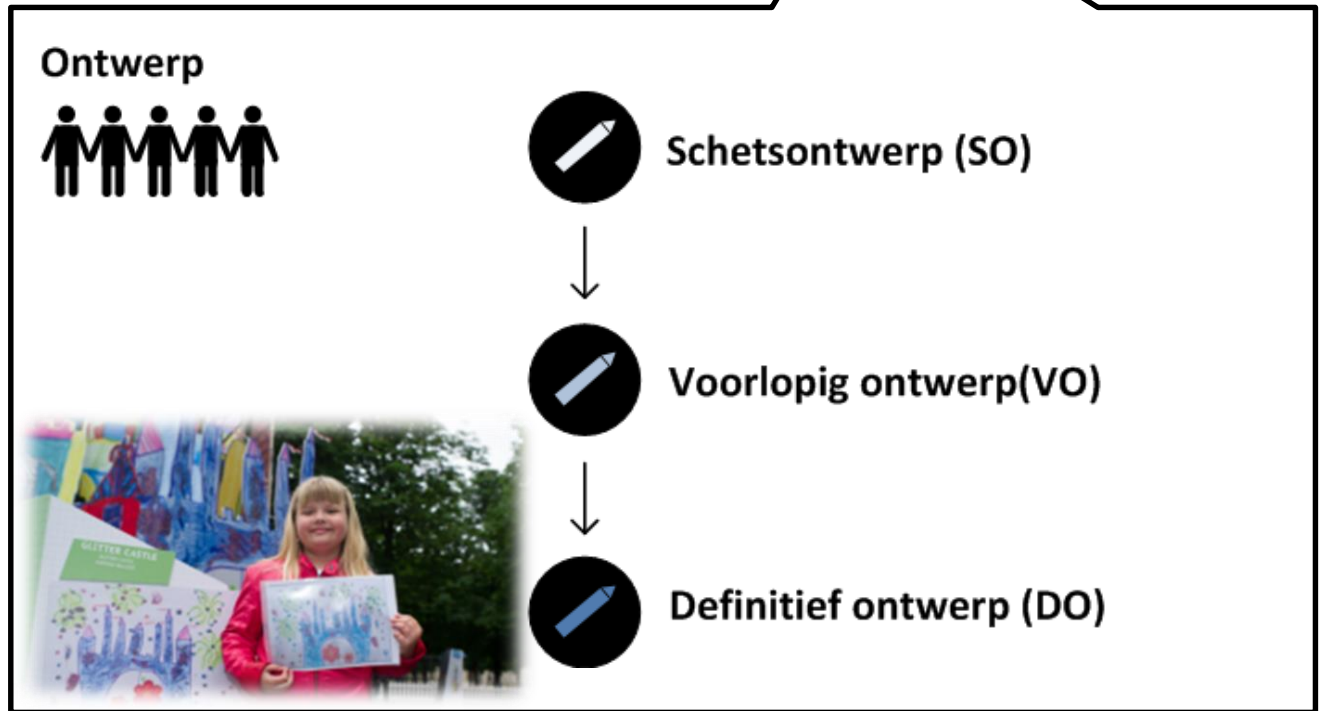 Ontwerp
Schetsontwerp (SO)
Voorlopig ontwerp(VO)
Definitief ontwerp (DO)
GLITTER CASTLE